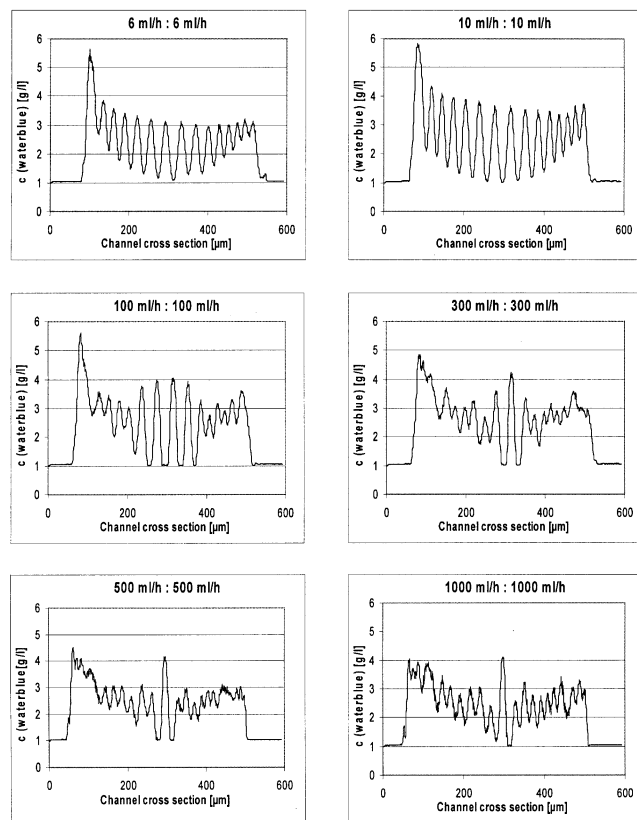 6 ml/h : 6 ml/h
6
5
4
3
2
1
0
c (waterblue) [g/l]
0 200 400 600
Channel cross section [µm]
10 ml/h : 10 ml/h
6
5
4
3
2
1
0
c (waterblue) [g/l]
0 200 400 600
Channel cross section [µm]
100 ml/h : 100 ml/h
6
5
4
3
2
1
0
c (waterblue) [g/l]
0 200 400 600
Channel cross section [µm]
300 ml/h : 300 ml/h
6
5
4
3
2
1
0
c (waterblue) [g/l]
0 200 400 600
Channel cross section [µm]
500 ml/h : 500 ml/h
6
5
4
3
2
1
0
c (waterblue)[g/l]
0 200 400 600
Channel cross section [µm]
1000 ml/h : 1000 ml/h
6
5
4
3
2
1
0
c (waterblue) [g/l]
0 200 400 600
Channel cross section [µm]